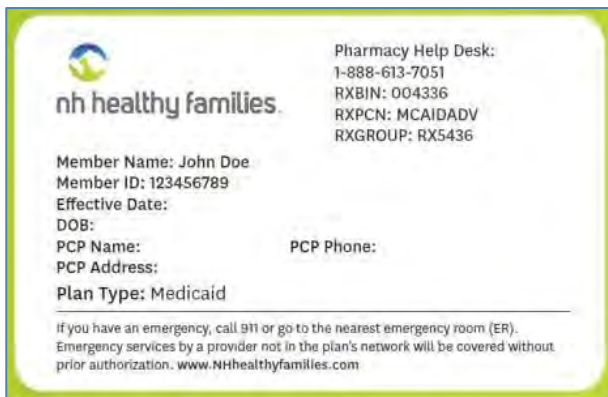 nh healthy families.
Pharmacy Help Desk:
1-888-613-7051
RXBIN: 004336
RXPCN: MCAIDADV
RXGROUP: RX5436
Member Name: John Doe
Member ID: 123456789
Effective Date:
DOB:
PCP Name: PCP Phone:
PCP Address:
Plan Type: Medicaid
If you have an emergency, call 911 or go to the nearest emergency room (ER).
Emergency services by a provider not in the plan's network will be covered without
prior authorization. www.NHhealthyfamilies.com